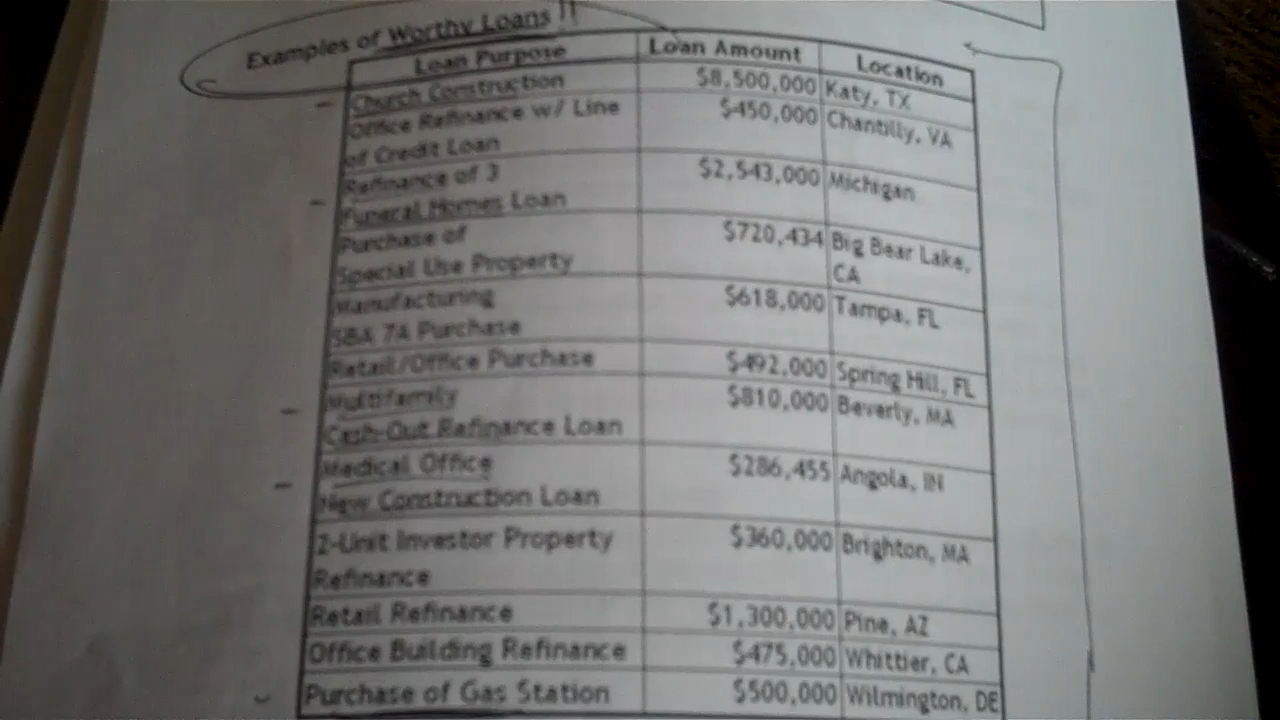 Examples of Worthy Loans !!
Loan Purpose Loan Amount Location
Church Construction $8,500,000 Katy, TX
Office Refinance w/ Line $450,000 Chantilly, VA
of Credit Loan
Refinance of 3 $2,543,000 Michigan
Funeral Homes Loan
Purchase of $720,434 Big Bear Lake,
Special Use Property CA
Manufacturing $618,000 Tampa, FL
SBA 7A Purchase
Retail/Office Purchase $492,000 Spring Hill, FL
Multifamily $810,000 Beverly, MA
Cash-Out Refinance Loan
Medical Office $286,455 Angola, IN
New Construction Loan
2-Unit Investor Property $360,000 Brighton, MA
Refinance
Retail Refinance $1,300,000 Pine, AZ
Office Building Refinance $475,000 Whittier, CA
Purchase of Gas Station $500,000 Wilmington, DE